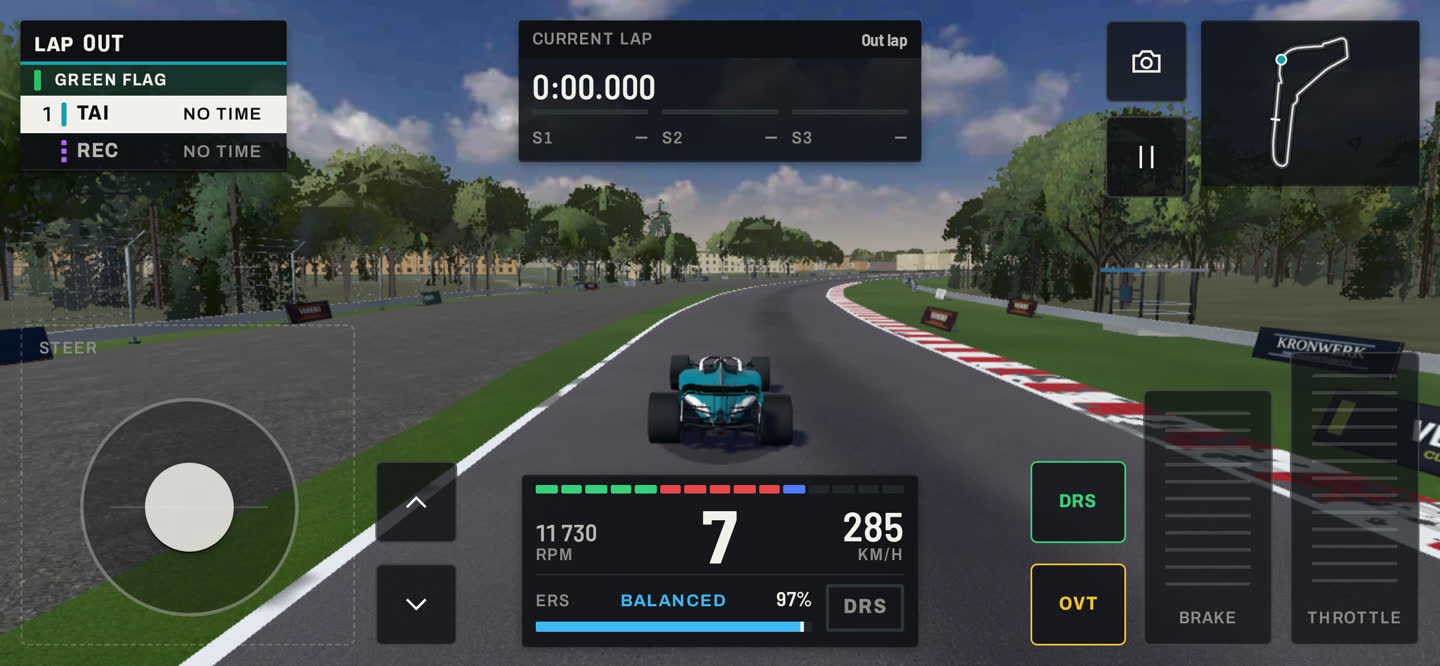 LAP OUT
GREEN FLAG
1 TAI NO TIME
REC NO TIME
CURRENT LAP Out lap
0:00.000
S1 – S2 – S3 –
STEER
KRONWERK
11 730
RPM
7
285
KM/H
ERS BALANCED 97% DRS
DRS
OVT
BRAKE
THROTTLE